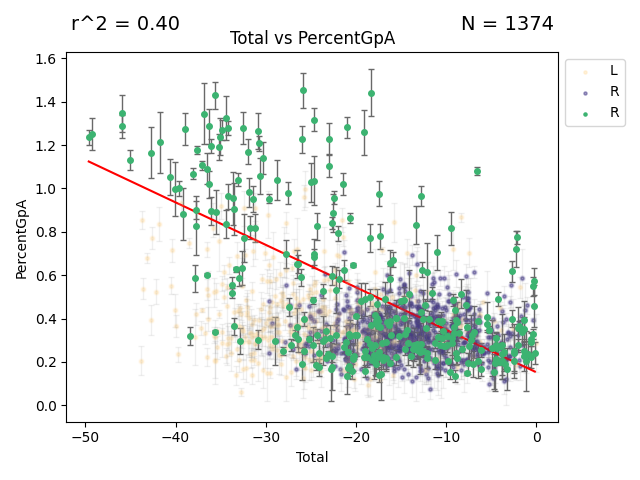 r^2 = 0.40
N = 1374
Total vs PercentGpA
L
R
R
1.6
1.4
1.2
1.0
0.8
0.6
0.4
0.2
0.0
PercentGpA
−50
−40
−30
−20
−10
0
Total